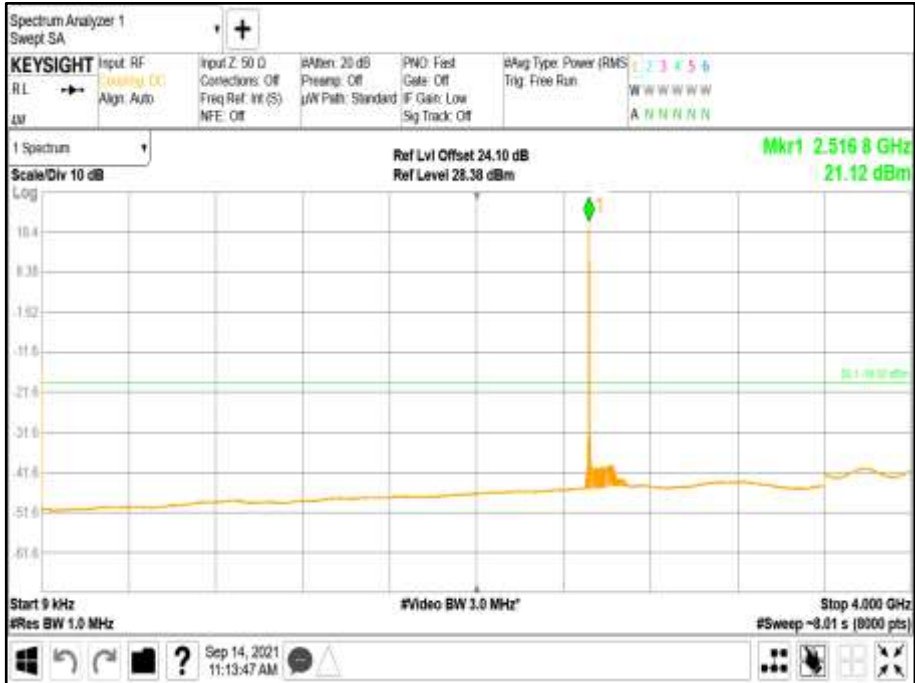 Spectrum Analyzer 1
Swept SA
+
KEYSIGHT
RL
Input: RF
Coupling: DC
Align: Auto
Input Z: 50 Ω
Corrections: Off
Freq Ref: Int (S)
NFE: Off
#Atten: 20 dB
Preamp: Off
µW Path: Standard
PNO: Fast
Gate: Off
IF Gain: Low
Sig Track: Off
#Avg Type: Power (RMS
Trig: Free Run
1 2 3 4 5 6
W W W W W W
A N N N N N
1 Spectrum
Scale/Div 10 dB
Ref Lvl Offset 24.10 dB
Ref Level 28.38 dBm
Mkr1 2.516 8 GHz
21.12 dBm
Log
1
18.4
8.38
-1.62
-11.6
-21.6
-31.6
-41.6
-51.6
-61.6
Start 9 kHz
#Res BW 1.0 MHz
#Video BW 3.0 MHz*
Stop 4.000 GHz
#Sweep ~8.01 s (8000 pts)
?
Sep 14, 2021
11:13:47 AM